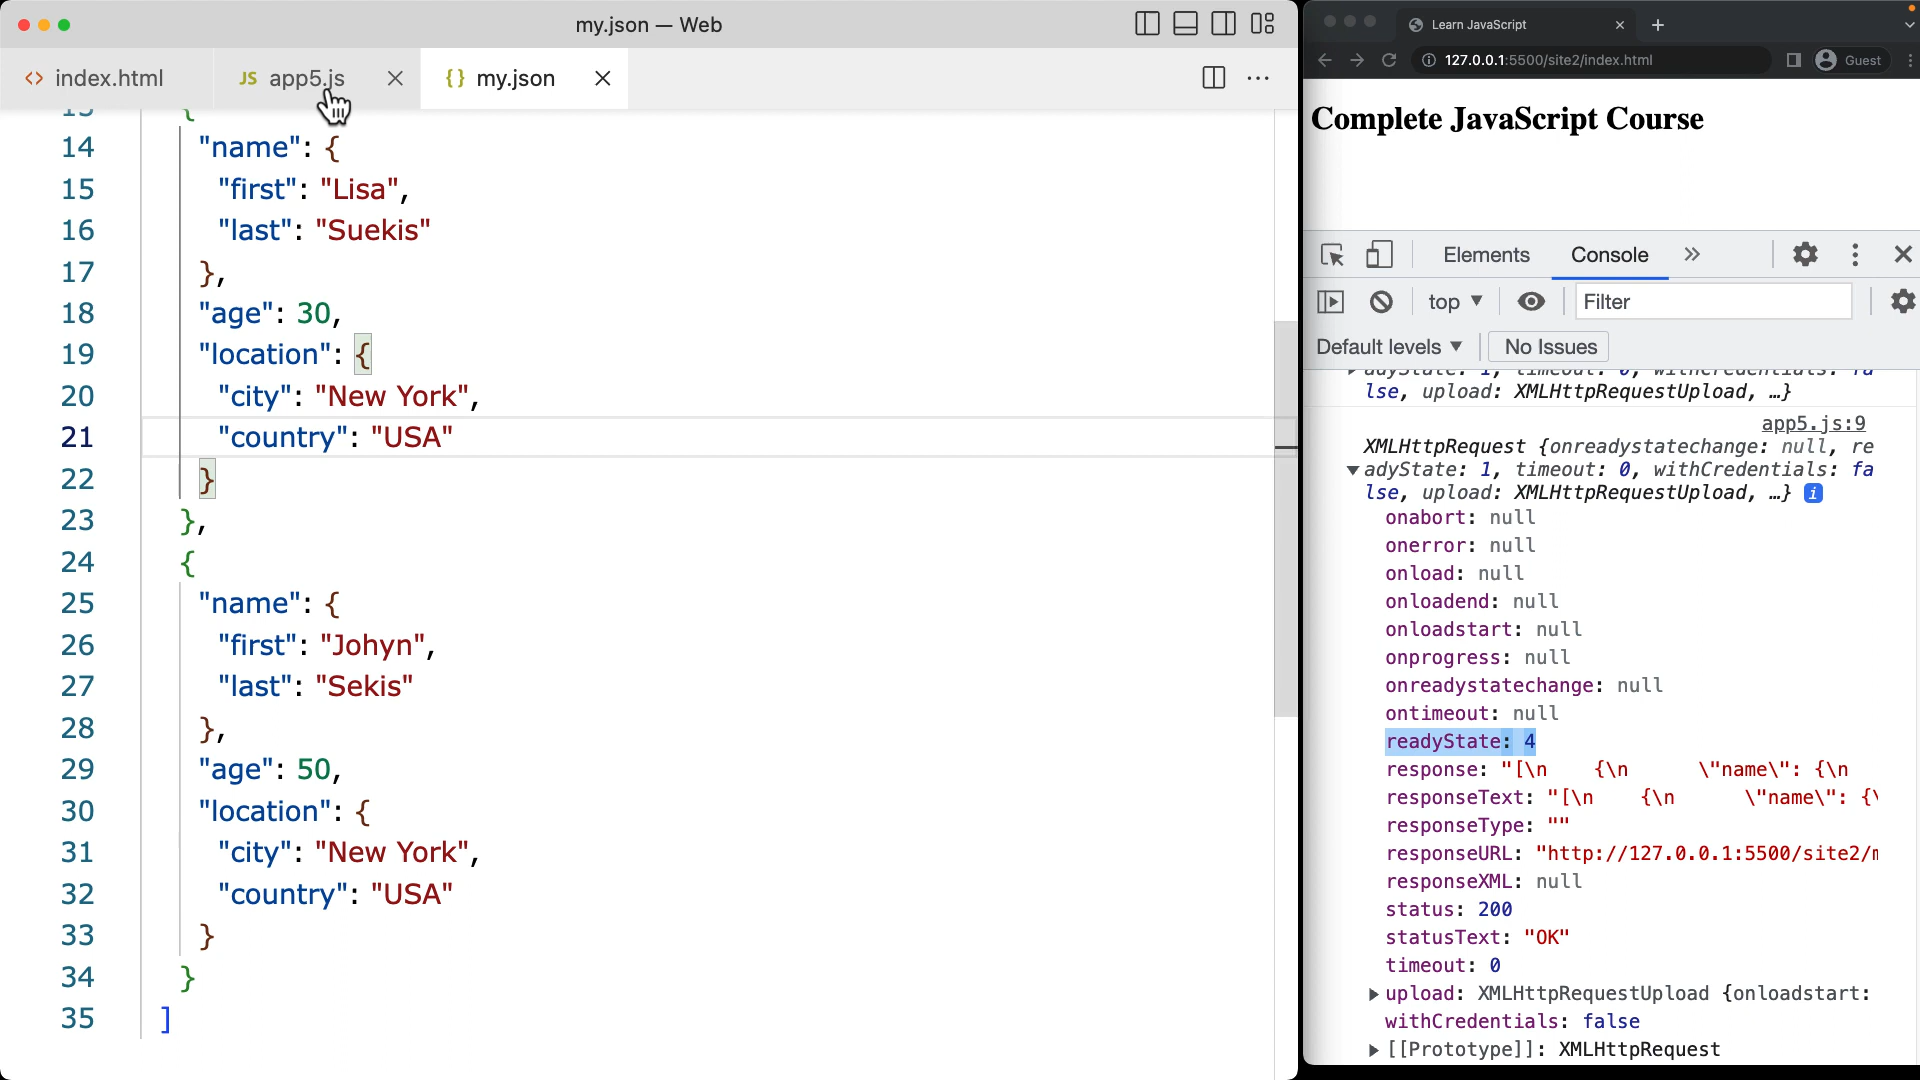 my.json — Web
<> index.html
JS app5.js
{} my.json
13 {
14 "name": {
15 "first": "Lisa",
16 "last": "Suekis"
17 },
18 "age": 30,
19 "location": {
20 "city": "New York",
21 "country": "USA"
22 }
23 },
24 {
25 "name": {
26 "first": "Johyn",
27 "last": "Sekis"
28 },
29 "age": 50,
30 "location": {
31 "city": "New York",
32 "country": "USA"
33 }
34 }
35 ]
Learn JavaScript
127.0.0.1:5500/site2/index.html
Guest
Complete JavaScript Course
Elements
Console
top
Filter
Default levels
No Issues
adyState: 1, timeout: 0, withCredentials: fa
lse, upload: XMLHttpRequestUpload, …}
app5.js:9
XMLHttpRequest {onreadystatechange: null, re
adyState: 1, timeout: 0, withCredentials: fa
lse, upload: XMLHttpRequestUpload, …} i
onabort: null
onerror: null
onload: null
onloadend: null
onloadstart: null
onprogress: null
onreadystatechange: null
ontimeout: null
readyState: 4
response: "[\n    {\n      \"name\": {\n
responseText: "[\n    {\n      \"name\": {\
responseType: ""
responseURL: "http://127.0.0.1:5500/site2/m
responseXML: null
status: 200
statusText: "OK"
timeout: 0
upload: XMLHttpRequestUpload {onloadstart:
withCredentials: false
[[Prototype]]: XMLHttpRequest